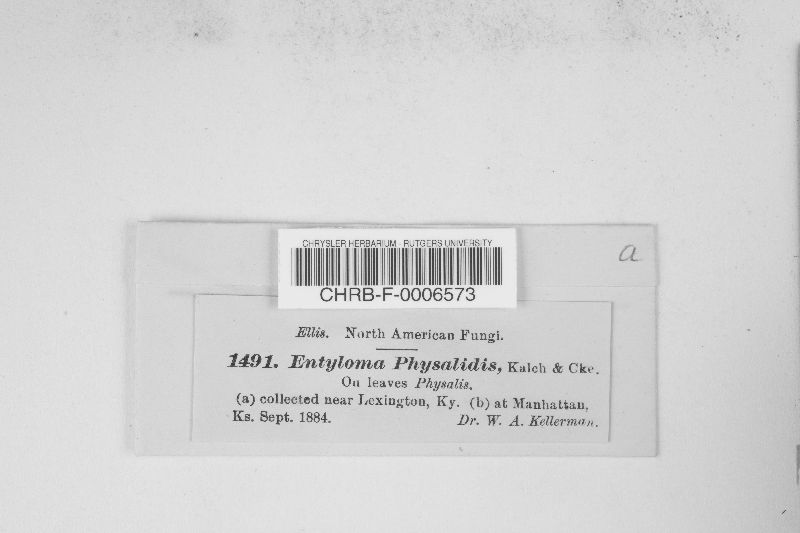 CHRYSLER HERBARIUM - RUTGERS UNIVERSITY
CHRB-F-0006573
a
Ellis. North American Fungi.
1491. Entyloma Physalidis, Kalch & Cke.
On leaves Physalis.
(a) collected near Lexington, Ky. (b) at Manhattan,
Ks. Sept. 1884. Dr. W. A. Kellerman.